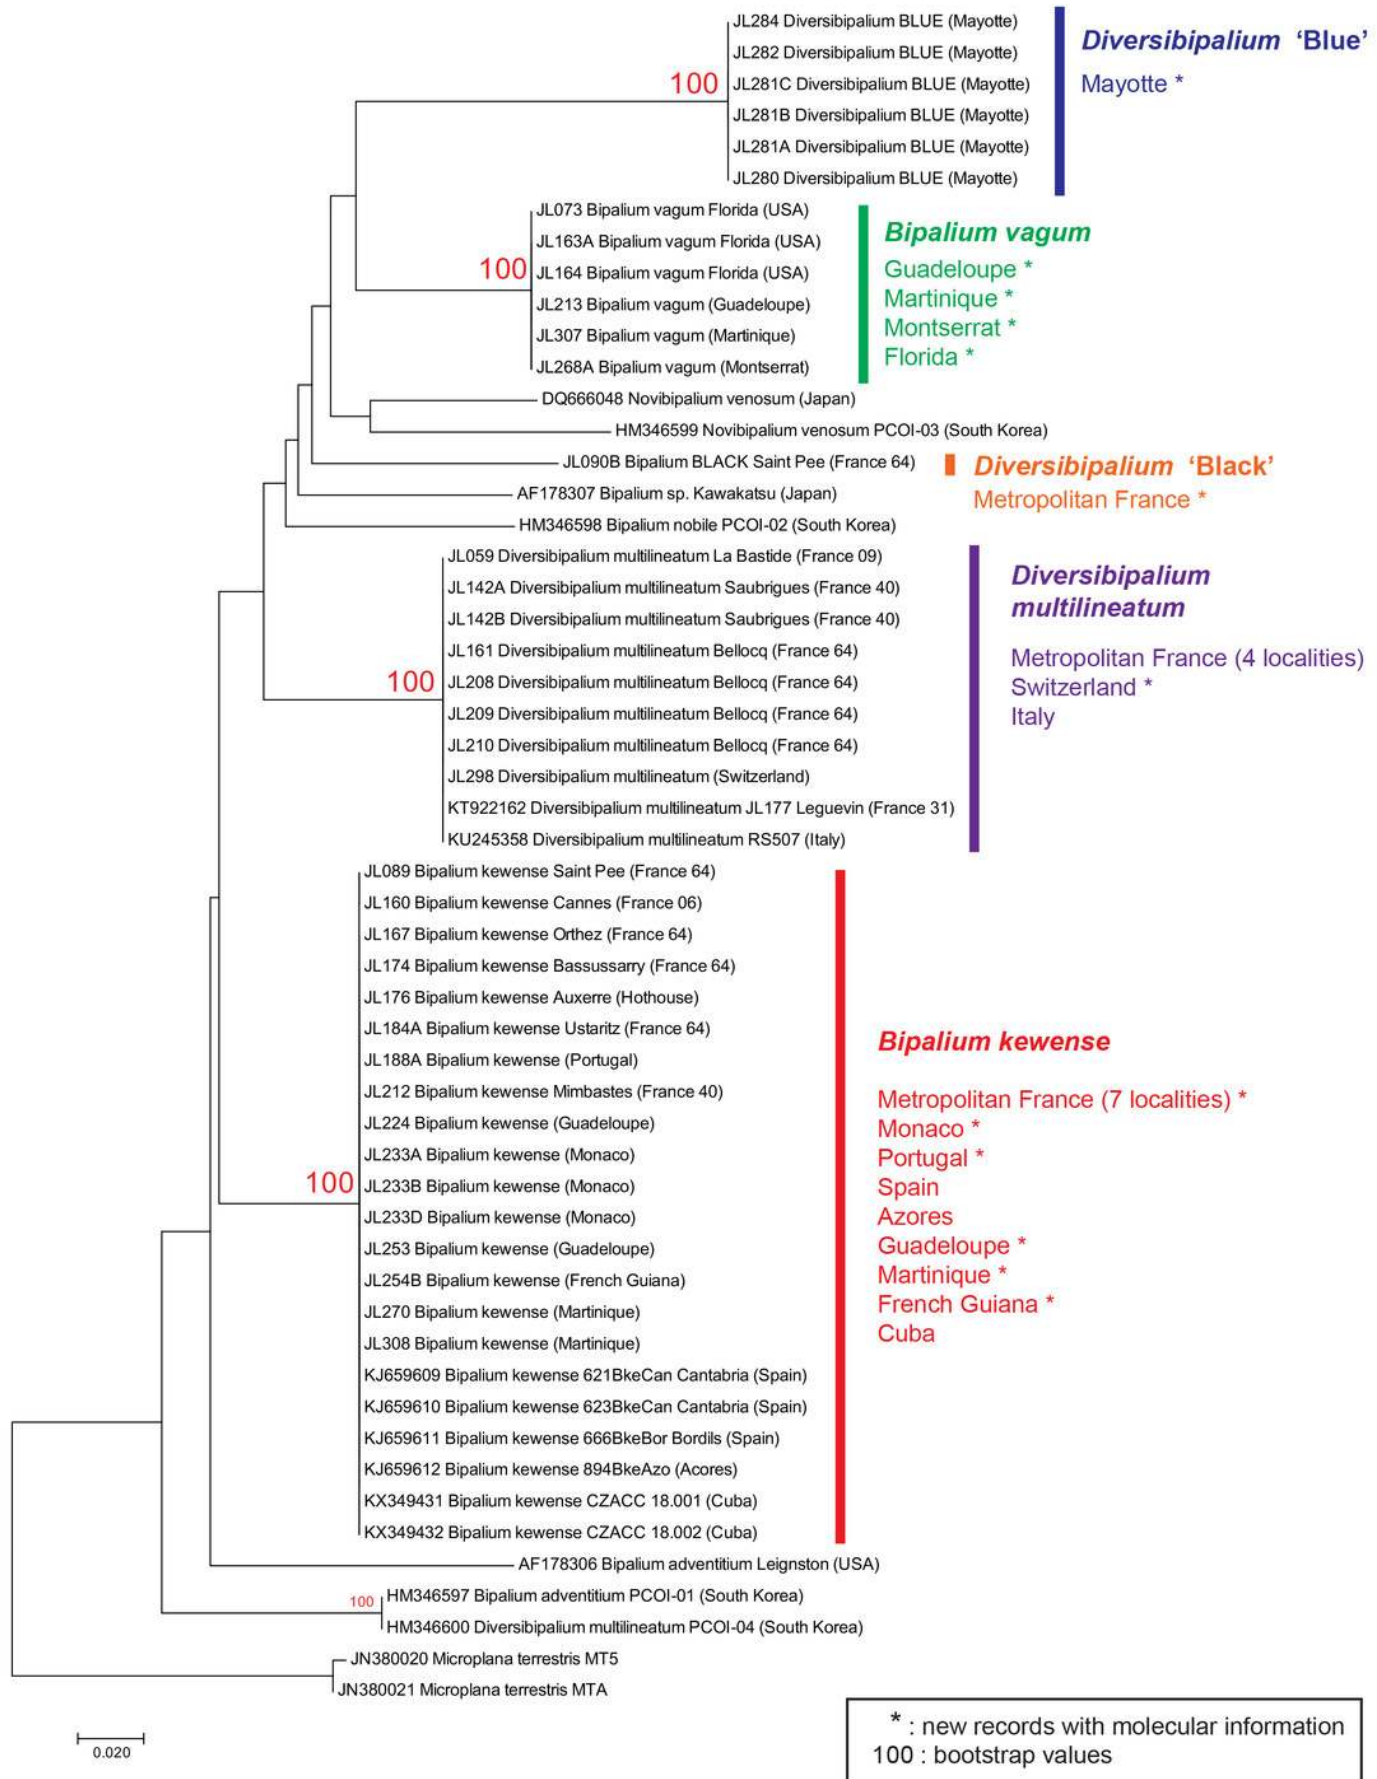 JL284 Diversibipalium BLUE (Mayotte)
JL282 Diversibipalium BLUE (Mayotte)
JL281C Diversibipalium BLUE (Mayotte)
JL281B Diversibipalium BLUE (Mayotte)
JL281A Diversibipalium BLUE (Mayotte)
JL280 Diversibipalium BLUE (Mayotte)
100
Diversibipalium 'Blue'
Mayotte *
JL073 Bipalium vagum Florida (USA)
JL163A Bipalium vagum Florida (USA)
JL164 Bipalium vagum Florida (USA)
JL213 Bipalium vagum (Guadeloupe)
JL307 Bipalium vagum (Martinique)
JL268A Bipalium vagum (Montserrat)
100
Bipalium vagum
Guadeloupe *
Martinique *
Montserrat *
Florida *
DQ666048 Novibipalium venosum (Japan)
HM346599 Novibipalium venosum PCOI-03 (South Korea)
JL090B Bipalium BLACK Saint Pee (France 64)
Diversibipalium 'Black'
Metropolitan France *
AF178307 Bipalium sp. Kawakatsu (Japan)
HM346598 Bipalium nobile PCOI-02 (South Korea)
JL059 Diversibipalium multilineatum La Bastide (France 09)
JL142A Diversibipalium multilineatum Saubrigues (France 40)
JL142B Diversibipalium multilineatum Saubrigues (France 40)
JL161 Diversibipalium multilineatum Bellocq (France 64)
JL208 Diversibipalium multilineatum Bellocq (France 64)
JL209 Diversibipalium multilineatum Bellocq (France 64)
JL210 Diversibipalium multilineatum Bellocq (France 64)
JL298 Diversibipalium multilineatum (Switzerland)
KT922162 Diversibipalium multilineatum JL177 Leguevin (France 31)
KU245358 Diversibipalium multilineatum RS507 (Italy)
100
Diversibipalium
multilineatum
Metropolitan France (4 localities)
Switzerland *
Italy
JL089 Bipalium kewense Saint Pee (France 64)
JL160 Bipalium kewense Cannes (France 06)
JL167 Bipalium kewense Orthez (France 64)
JL174 Bipalium kewense Bassussarry (France 64)
JL176 Bipalium kewense Auxerre (Hothouse)
JL184A Bipalium kewense Ustaritz (France 64)
JL188A Bipalium kewense (Portugal)
JL212 Bipalium kewense Mimbastes (France 40)
JL224 Bipalium kewense (Guadeloupe)
JL233A Bipalium kewense (Monaco)
JL233B Bipalium kewense (Monaco)
JL233D Bipalium kewense (Monaco)
JL253 Bipalium kewense (Guadeloupe)
JL254B Bipalium kewense (French Guiana)
JL270 Bipalium kewense (Martinique)
JL308 Bipalium kewense (Martinique)
KJ659609 Bipalium kewense 621BkeCan Cantabria (Spain)
KJ659610 Bipalium kewense 623BkeCan Cantabria (Spain)
KJ659611 Bipalium kewense 666BkeBor Bordils (Spain)
KJ659612 Bipalium kewense 894BkeAzo (Acores)
KX349431 Bipalium kewense CZACC 18.001 (Cuba)
KX349432 Bipalium kewense CZACC 18.002 (Cuba)
100
Bipalium kewense
Metropolitan France (7 localities) *
Monaco *
Portugal *
Spain
Azores
Guadeloupe *
Martinique *
French Guiana *
Cuba
AF178306 Bipalium adventitium Leignston (USA)
100
HM346597 Bipalium adventitium PCOI-01 (South Korea)
HM346600 Diversibipalium multilineatum PCOI-04 (South Korea)
JN380020 Microplana terrestris MT5
JN380021 Microplana terrestris MTA
0.020
* : new records with molecular information
100 : bootstrap values